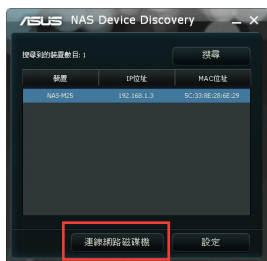 ASUS NAS Device Discovery
搜尋到的裝置數目: 1
搜尋
裝置 IP位址 MAC位址
NAS-M25 192.168.1.3 5C:33:8E:28:6E:29
連線網路磁碟機 設定